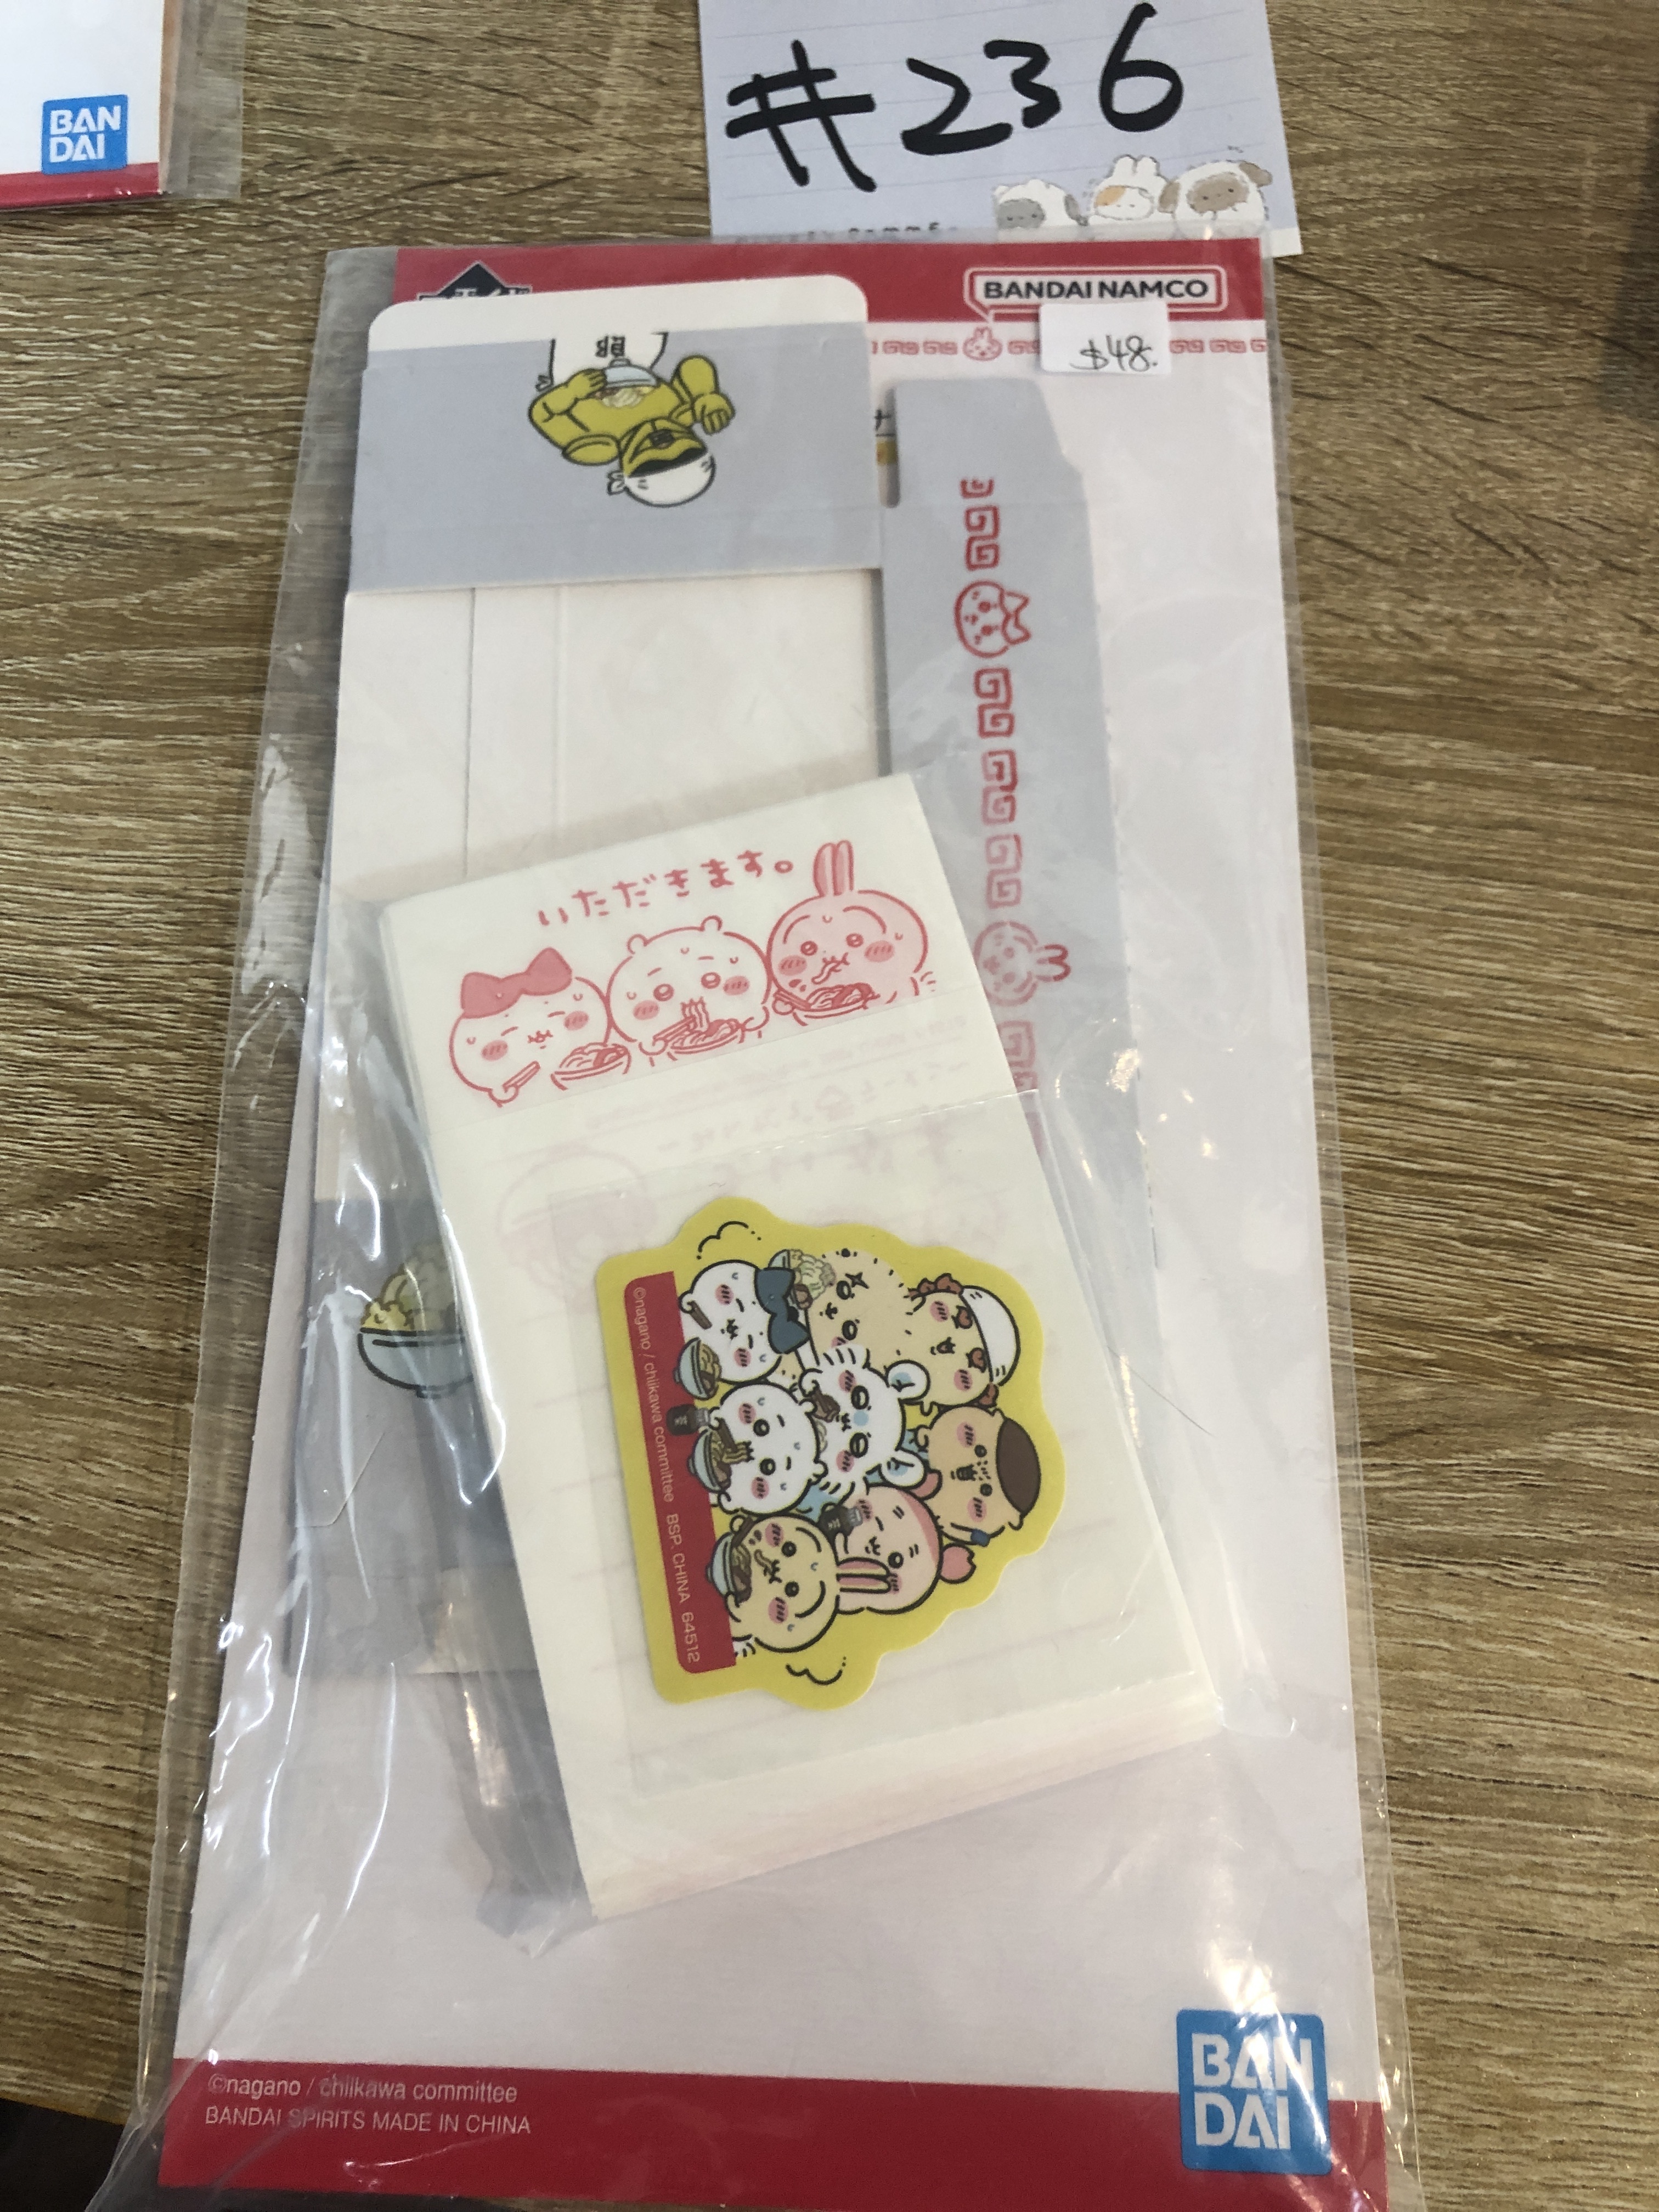 BAN
DAI
#236
BANDAI NAMCO
$48.
いただきます。
©nagano / chiikawa committee BSP. CHINA 64512
©nagano / chiikawa committee
BANDAI SPIRITS MADE IN CHINA
BAN
DAI